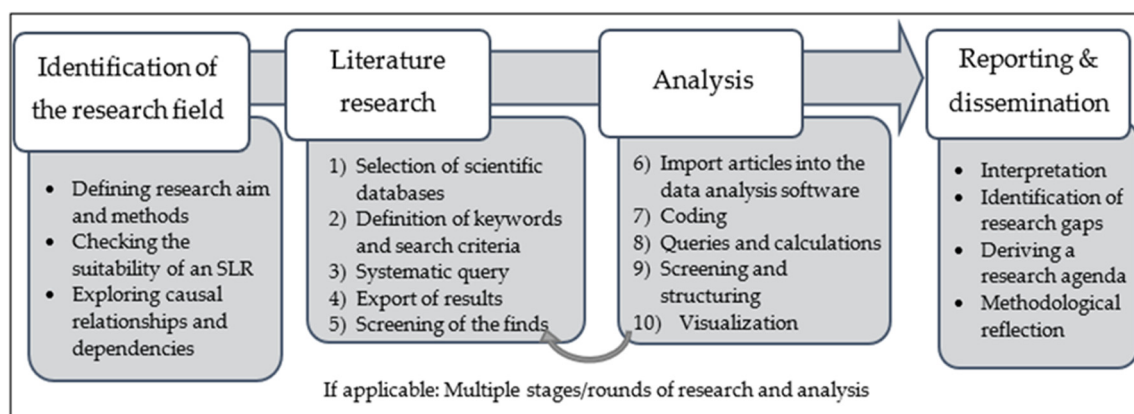 Identification of
the research field
• Defining research aim
and methods
• Checking the
suitability of an SLR
• Exploring causal
relationships and
dependencies
Literature
research
1) Selection of scientific
databases
2) Definition of keywords
and search criteria
3) Systematic query
4) Export of results
5) Screening of the finds
Analysis
6) Import articles into the
data analysis software
7) Coding
8) Queries and calculations
9) Screening and
structuring
10) Visualization
Reporting &
dissemination
• Interpretation
• Identification of
research gaps
• Deriving a
research agenda
• Methodological
reflection
If applicable: Multiple stages/rounds of research and analysis